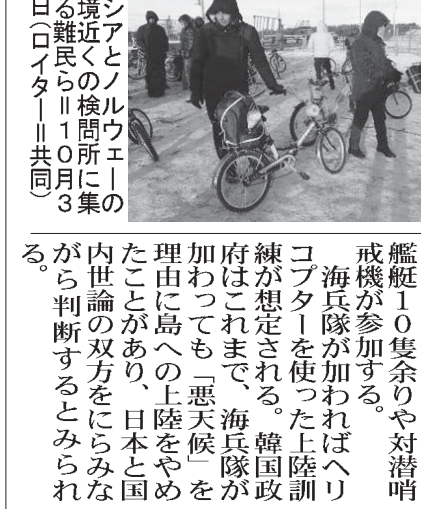 シアとノルウェーの
境近くの検問所に集
る難民ら＝１０月３
日（ロイター＝共同）
艦艇１０隻余りや対潜哨
戒機が参加する。
海兵隊が加わればヘリ
コプターを使った上陸訓
練が想定される。韓国政
府はこれまで、海兵隊が
加わっても「悪天候」を
理由に島への上陸をやめ
たことがあり、日本と国
内世論の双方をにらみな
がら判断するとみられ
る。